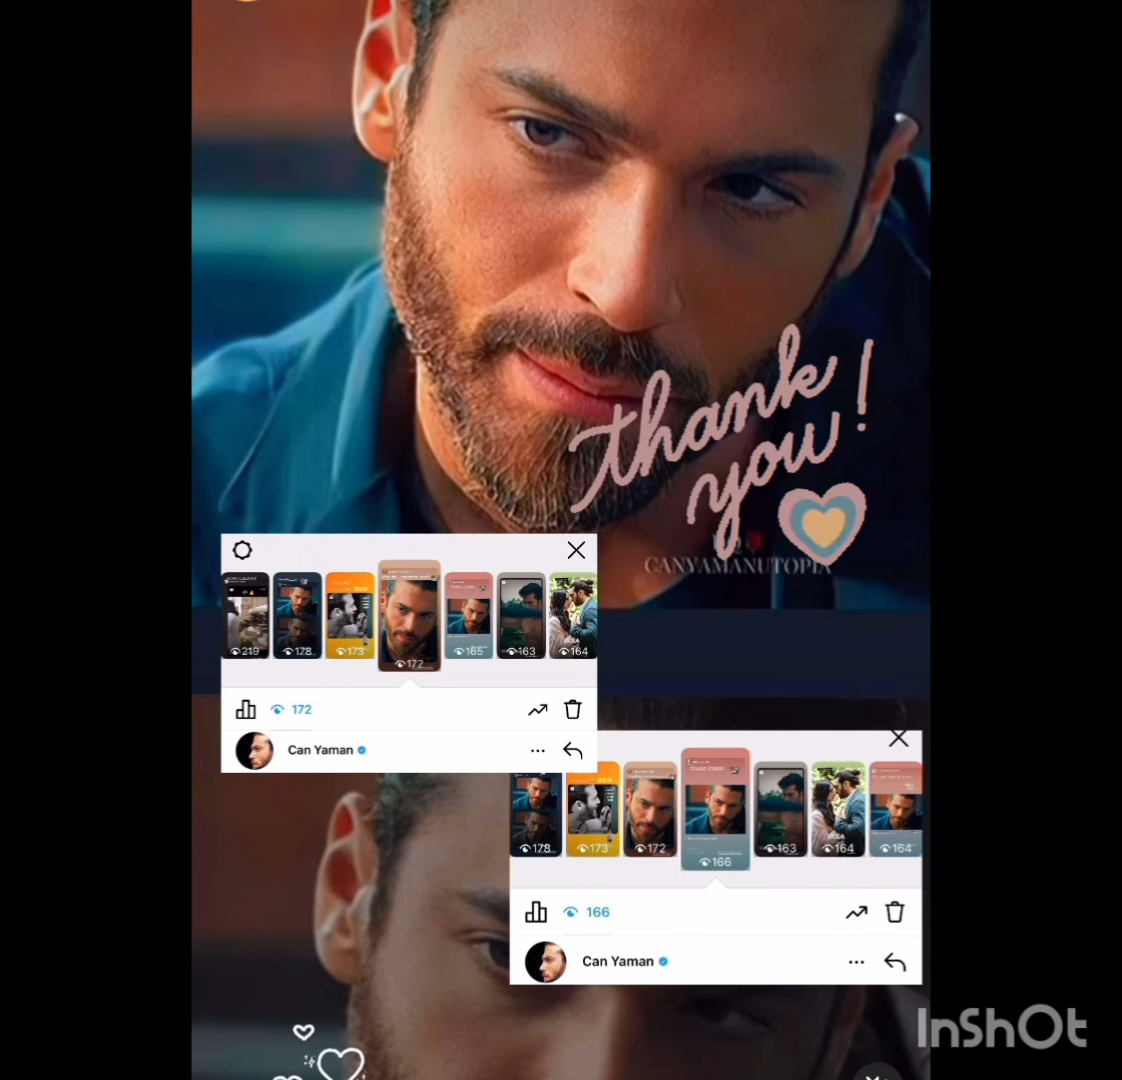 thank
you!
CANYAMANUTOPIA
219
178
173
172
165
163
164
172
Can Yaman
178
173
172
166
163
164
164
166
Can Yaman
InShOt